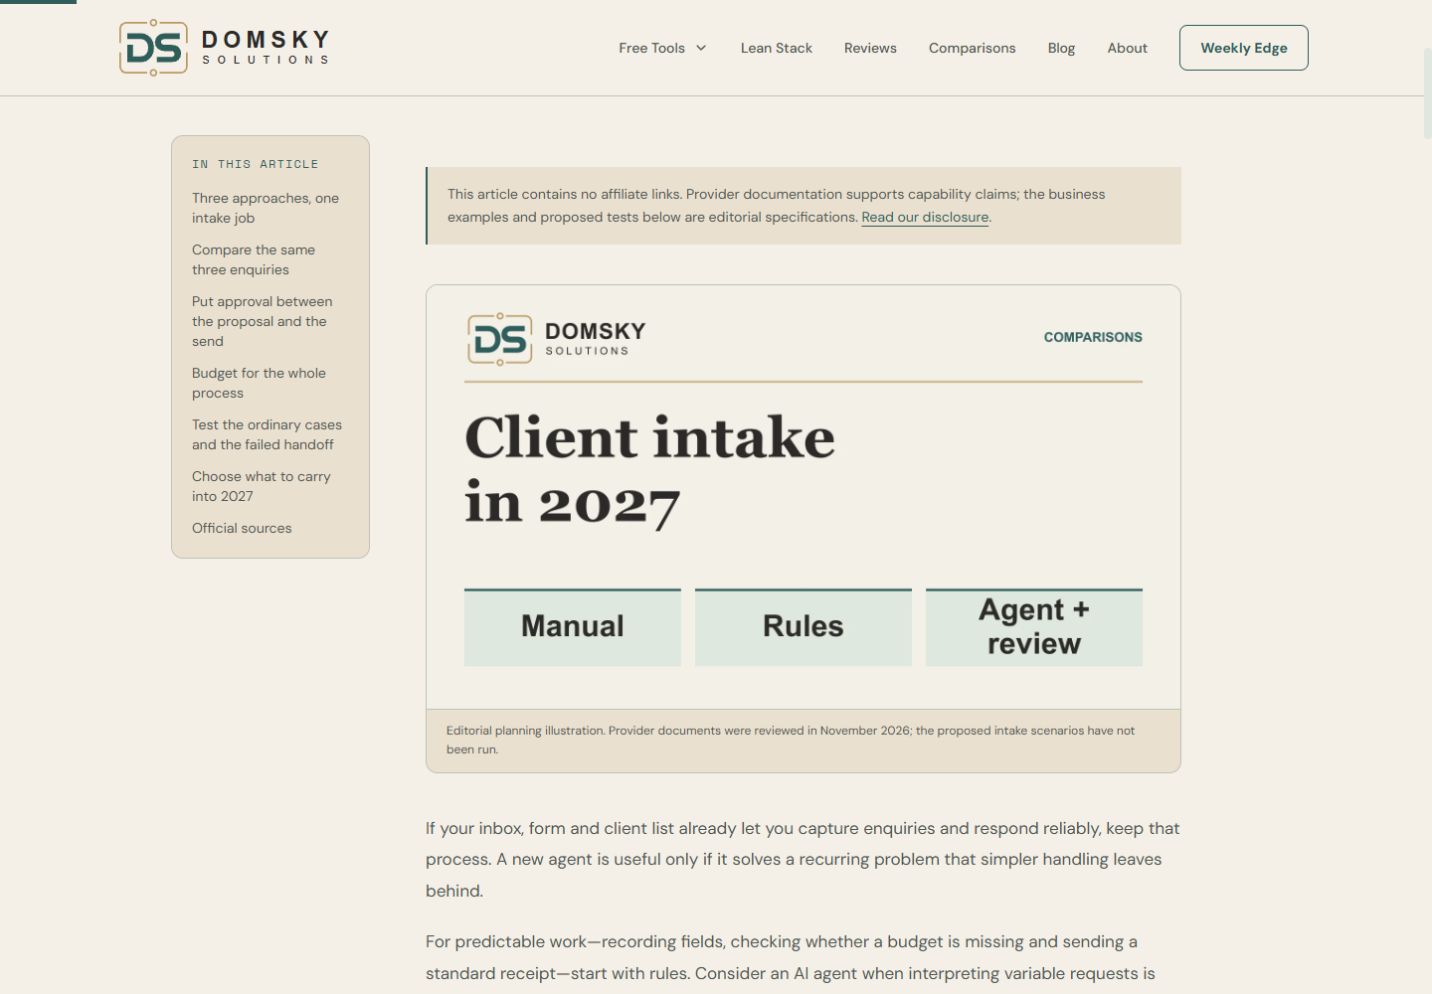 DS DOMSKY
SOLUTIONS
Free Tools Lean Stack Reviews Comparisons Blog About Weekly Edge
IN THIS ARTICLE
Three approaches, one
intake job
Compare the same
three enquiries
Put approval between
the proposal and the
send
Budget for the whole
process
Test the ordinary cases
and the failed handoff
Choose what to carry
into 2027
Official sources
This article contains no affiliate links. Provider documentation supports capability claims; the business
examples and proposed tests below are editorial specifications. Read our disclosure.
DS DOMSKY
SOLUTIONS
COMPARISONS
Client intake
in 2027
Manual
Rules
Agent +
review
Editorial planning illustration. Provider documents were reviewed in November 2026; the proposed intake scenarios have not
been run.
If your inbox, form and client list already let you capture enquiries and respond reliably, keep that
process. A new agent is useful only if it solves a recurring problem that simpler handling leaves
behind.
For predictable work—recording fields, checking whether a budget is missing and sending a
standard receipt—start with rules. Consider an AI agent when interpreting variable requests is